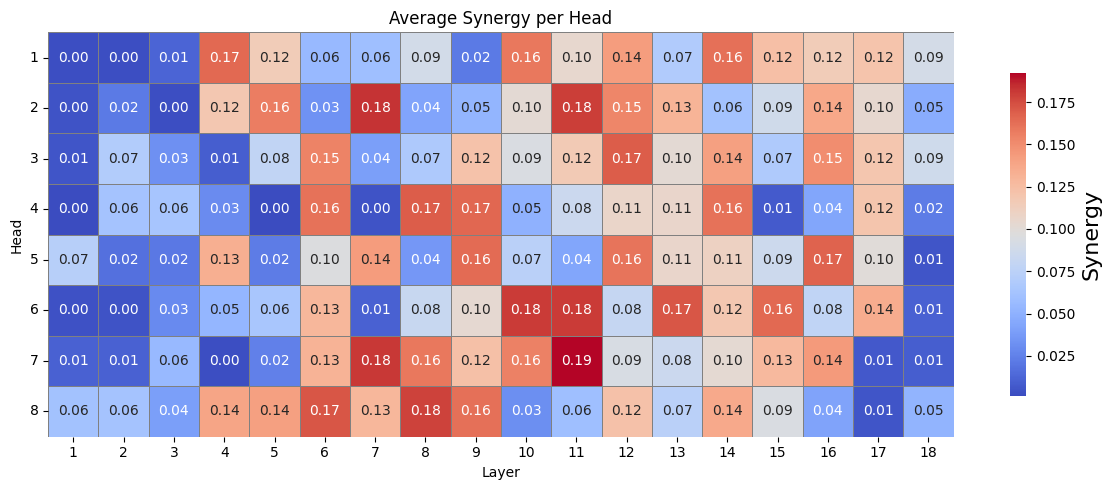 Average Synergy per Head
1 0.00 0.00 0.01 0.17 0.12 0.06 0.06 0.09 0.02 0.16 0.10 0.14 0.07 0.16 0.12 0.12 0.12 0.09
2 0.00 0.02 0.00 0.12 0.16 0.03 0.18 0.04 0.05 0.10 0.18 0.15 0.13 0.06 0.09 0.14 0.10 0.05
3 0.01 0.07 0.03 0.01 0.08 0.15 0.04 0.07 0.12 0.09 0.12 0.17 0.10 0.14 0.07 0.15 0.12 0.09
4 0.00 0.06 0.06 0.03 0.00 0.16 0.00 0.17 0.17 0.05 0.08 0.11 0.11 0.16 0.01 0.04 0.12 0.02
5 0.07 0.02 0.02 0.13 0.02 0.10 0.14 0.04 0.16 0.07 0.04 0.16 0.11 0.11 0.09 0.17 0.10 0.01
6 0.00 0.00 0.03 0.05 0.06 0.13 0.01 0.08 0.10 0.18 0.18 0.08 0.17 0.12 0.16 0.08 0.14 0.01
7 0.01 0.01 0.06 0.00 0.02 0.13 0.18 0.16 0.12 0.16 0.19 0.09 0.08 0.10 0.13 0.14 0.01 0.01
8 0.06 0.06 0.04 0.14 0.14 0.17 0.13 0.18 0.16 0.03 0.06 0.12 0.07 0.14 0.09 0.04 0.01 0.05
1 2 3 4 5 6 7 8 9 10 11 12 13 14 15 16 17 18
Layer
Head
0.175
0.150
0.125
0.100
0.075
0.050
0.025
Synergy